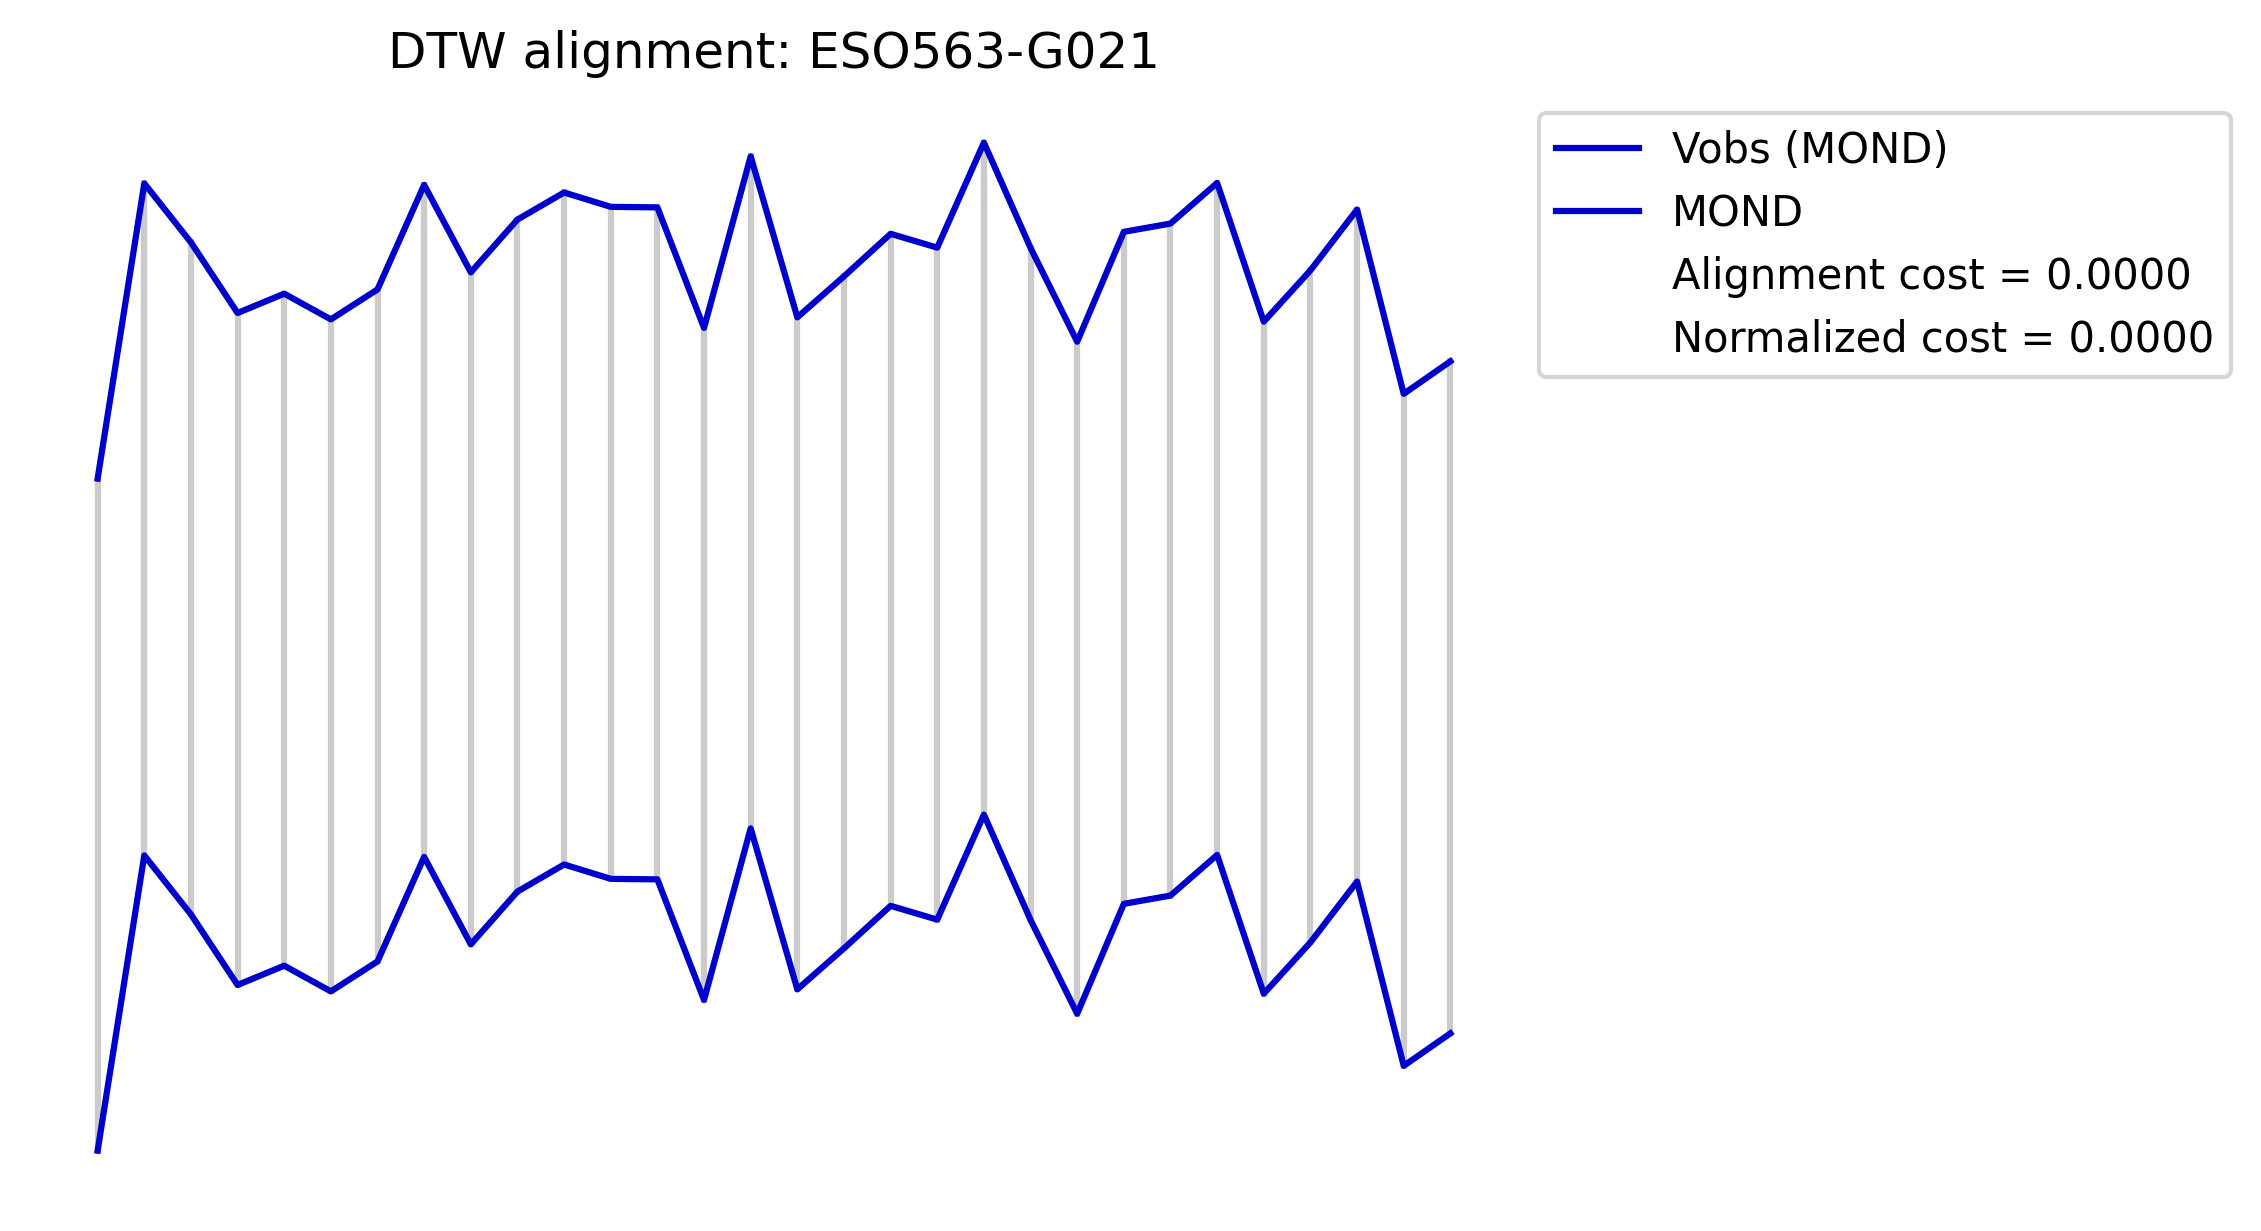 DTW alignment: ESO563-G021
Vobs (MOND)
MOND
Alignment cost = 0.0000
Normalized cost = 0.0000